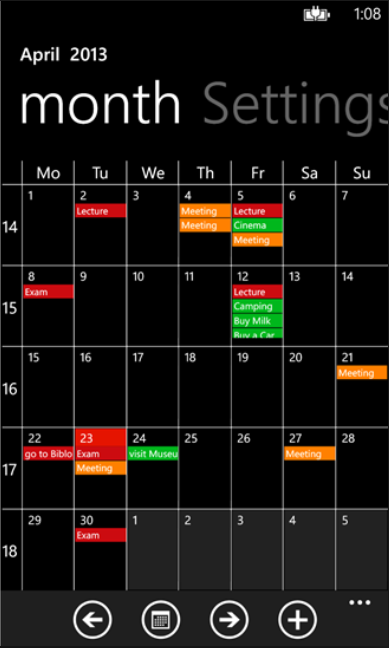 1:08
April 2013
month Settings
Mo Tu We Th Fr Sa Su
14
1 2 3 4 5 6 7
Lecture Meeting Lecture
Meeting Cinema
Meeting
15
8 9 10 11 12 13 14
Exam Lecture
Camping
Buy Milk
Buy a Car
16
15 16 17 18 19 20 21
Meeting
17
22 23 24 25 26 27 28
go to Biblo Exam visit Museu Meeting
Meeting
18
29 30 1 2 3 4 5
Exam